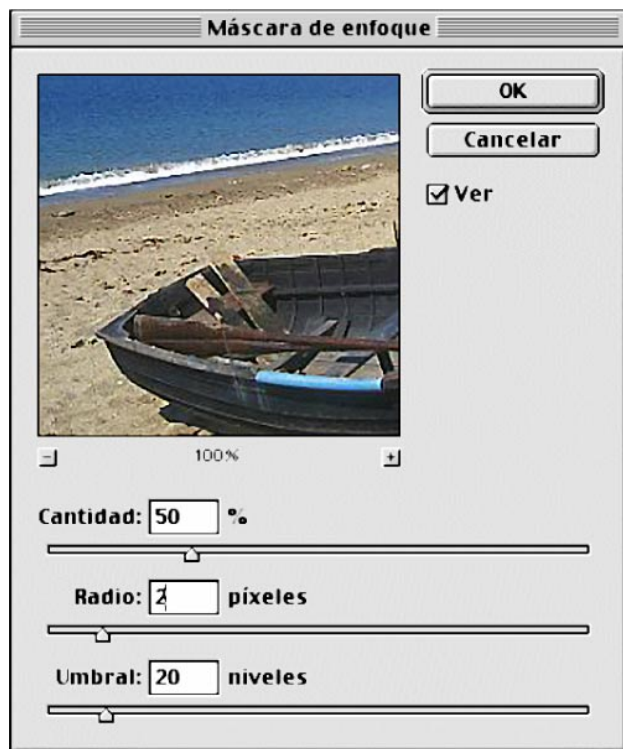 Máscara de enfoque
OK
Cancelar
Ver
100%
Cantidad: 50 %
Radio: 2 píxeles
Umbral: 20 niveles